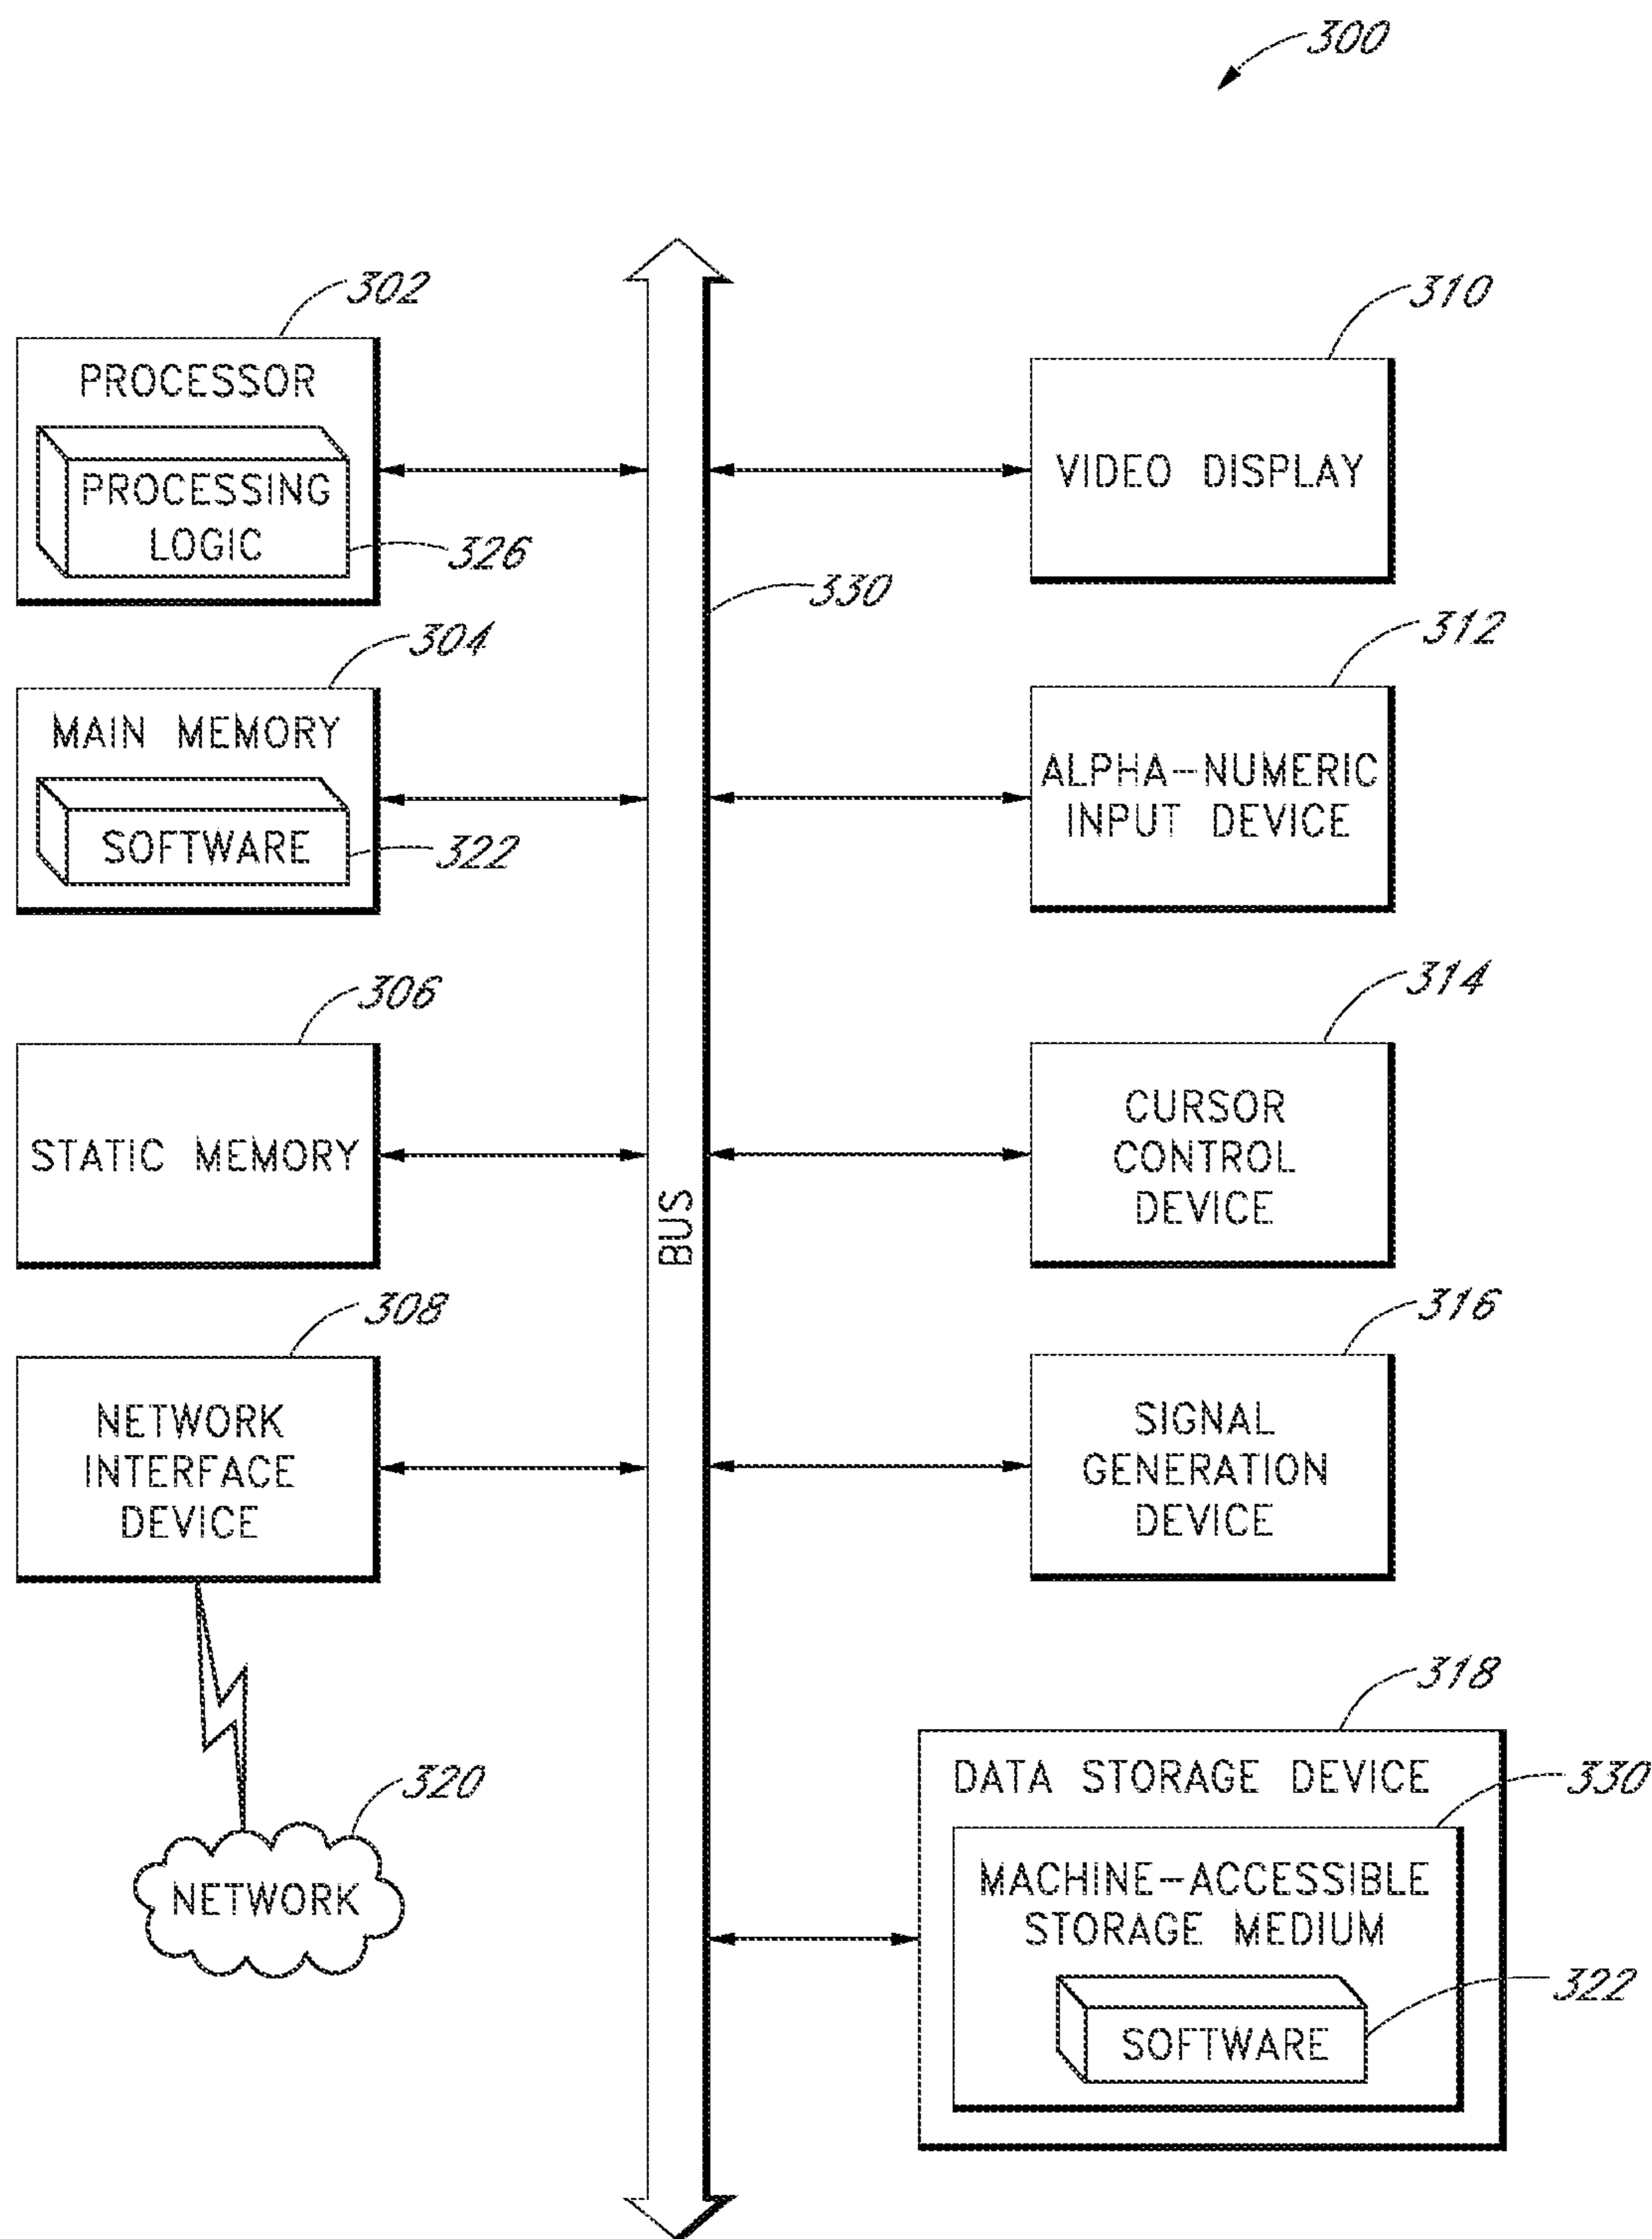 300
302
PROCESSOR
PROCESSING
LOGIC
326
304
MAIN MEMORY
SOFTWARE
322
306
STATIC MEMORY
308
NETWORK
INTERFACE
DEVICE
320
NETWORK
BUS
330
310
VIDEO DISPLAY
312
ALPHA-NUMERIC
INPUT DEVICE
314
CURSOR
CONTROL
DEVICE
316
SIGNAL
GENERATION
DEVICE
318
DATA STORAGE DEVICE
330
MACHINE-ACCESSIBLE
STORAGE MEDIUM
SOFTWARE
322